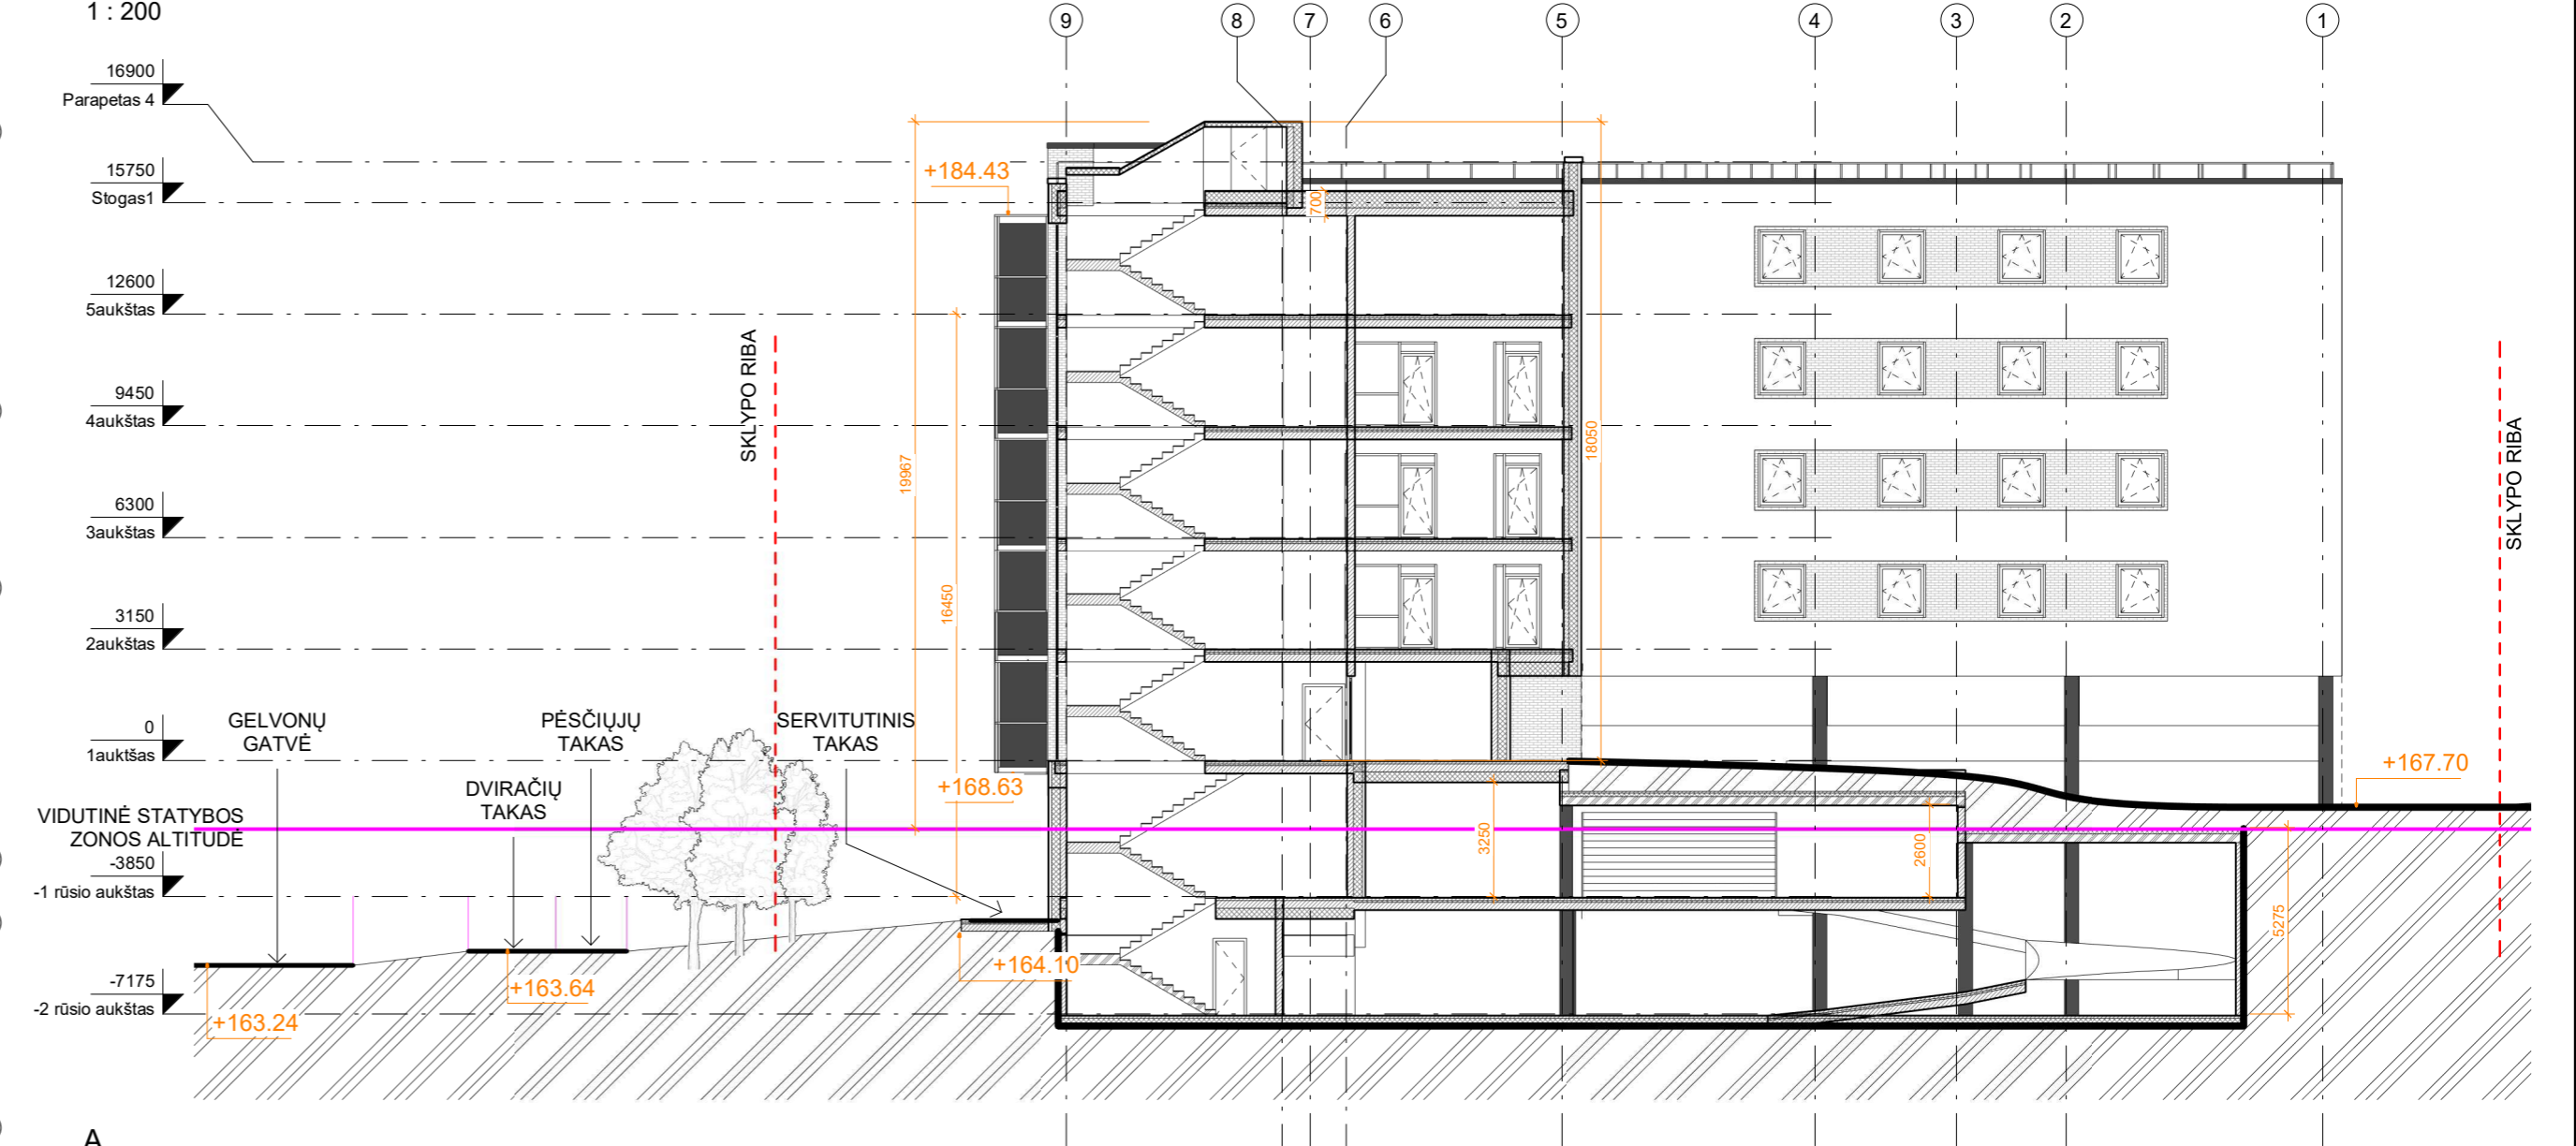 1 : 200
9
8
7
6
5
4
3
2
1
16900
Parapetas 4
15750
Stogas1
+184.43
700
12600
5aukštas
SKLYPO RIBA
9450
4aukštas
19967
18050
SKLYPO RIBA
6300
3aukštas
16450
3150
2aukštas
0
1auktšas
GELVONŲ
GATVĖ
PĖSČIŲJŲ
TAKAS
SERVITUTINIS
TAKAS
DVIRAČIŲ
TAKAS
+168.63
+167.70
VIDUTINĖ STATYBOS
ZONOS ALTITUDĖ
3250
2600
-3850
-1 rūsio aukštas
5275
+164.10
-7175
-2 rūsio aukštas
+163.64
+163.24
A